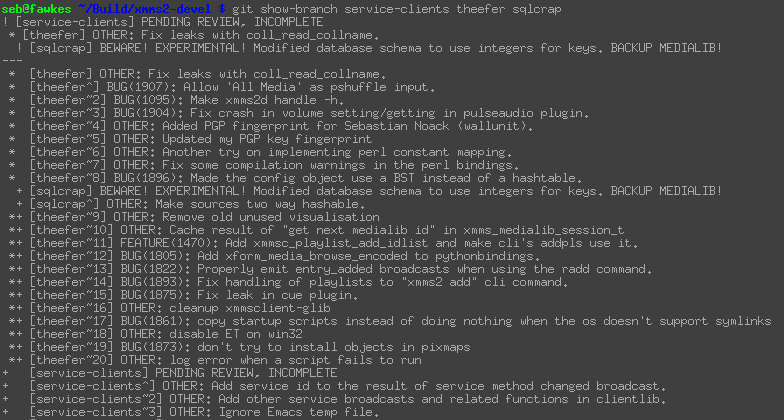 seb@fawkes ~/Build/xmms2-devel $ git show-branch service-clients theefer sqlcrap
! [service-clients] PENDING REVIEW, INCOMPLETE
 * [theefer] OTHER: Fix leaks with coll_read_collname.
  ! [sqlcrap] BEWARE! EXPERIMENTAL! Modified database schema to use integers for keys. BACKUP MEDIALIB!
---
 *  [theefer] OTHER: Fix leaks with coll_read_collname.
 *  [theefer^] BUG(1907): Allow 'All Media' as pshuffle input.
 *  [theefer~2] BUG(1095): Make xmms2d handle -h.
 *  [theefer~3] BUG(1904): Fix crash in volume setting/getting in pulseaudio plugin.
 *  [theefer~4] OTHER: Added PGP fingerprint for Sebastian Noack (wallunit).
 *  [theefer~5] OTHER: Updated my PGP key fingerprint
 *  [theefer~6] OTHER: Another try on implementing perl constant mapping.
 *  [theefer~7] OTHER: Fix some compilation warnings in the perl bindings.
 *  [theefer~8] BUG(1896): Made the config object use a BST instead of a hashtable.
  + [sqlcrap] BEWARE! EXPERIMENTAL! Modified database schema to use integers for keys. BACKUP MEDIALIB!
  + [sqlcrap^] OTHER: Make sources two way hashable.
 *+ [theefer~9] OTHER: Remove old unused visualisation
 *+ [theefer~10] OTHER: Cache result of "get next medialib id" in xmms_medialib_session_t
 *+ [theefer~11] FEATURE(1470): Add xmmsc_playlist_add_idlist and make cli's addpls use it.
 *+ [theefer~12] BUG(1805): Add xform_media_browse_encoded to pythonbindings.
 *+ [theefer~13] BUG(1822): Properly emit entry_added broadcasts when using the radd command.
 *+ [theefer~14] BUG(1893): Fix handling of playlists to "xmms2 add" cli command.
 *+ [theefer~15] BUG(1875): Fix leak in cue plugin.
 *+ [theefer~16] OTHER: cleanup xmmsclient-glib
 *+ [theefer~17] BUG(1861): copy startup scripts instead of doing nothing when the os doesn't support symlinks
 *+ [theefer~18] OTHER: disable ET on win32
 *+ [theefer~19] BUG(1873): don't try to install objects in pixmaps
 *+ [theefer~20] OTHER: log error when a script fails to run
+   [service-clients] PENDING REVIEW, INCOMPLETE
+   [service-clients^] OTHER: Add service id to the result of service method changed broadcast.
+   [service-clients~2] OTHER: Add other service broadcasts and related functions in clientlib.
+   [service-clients~3] OTHER: Ignore Emacs temp file.